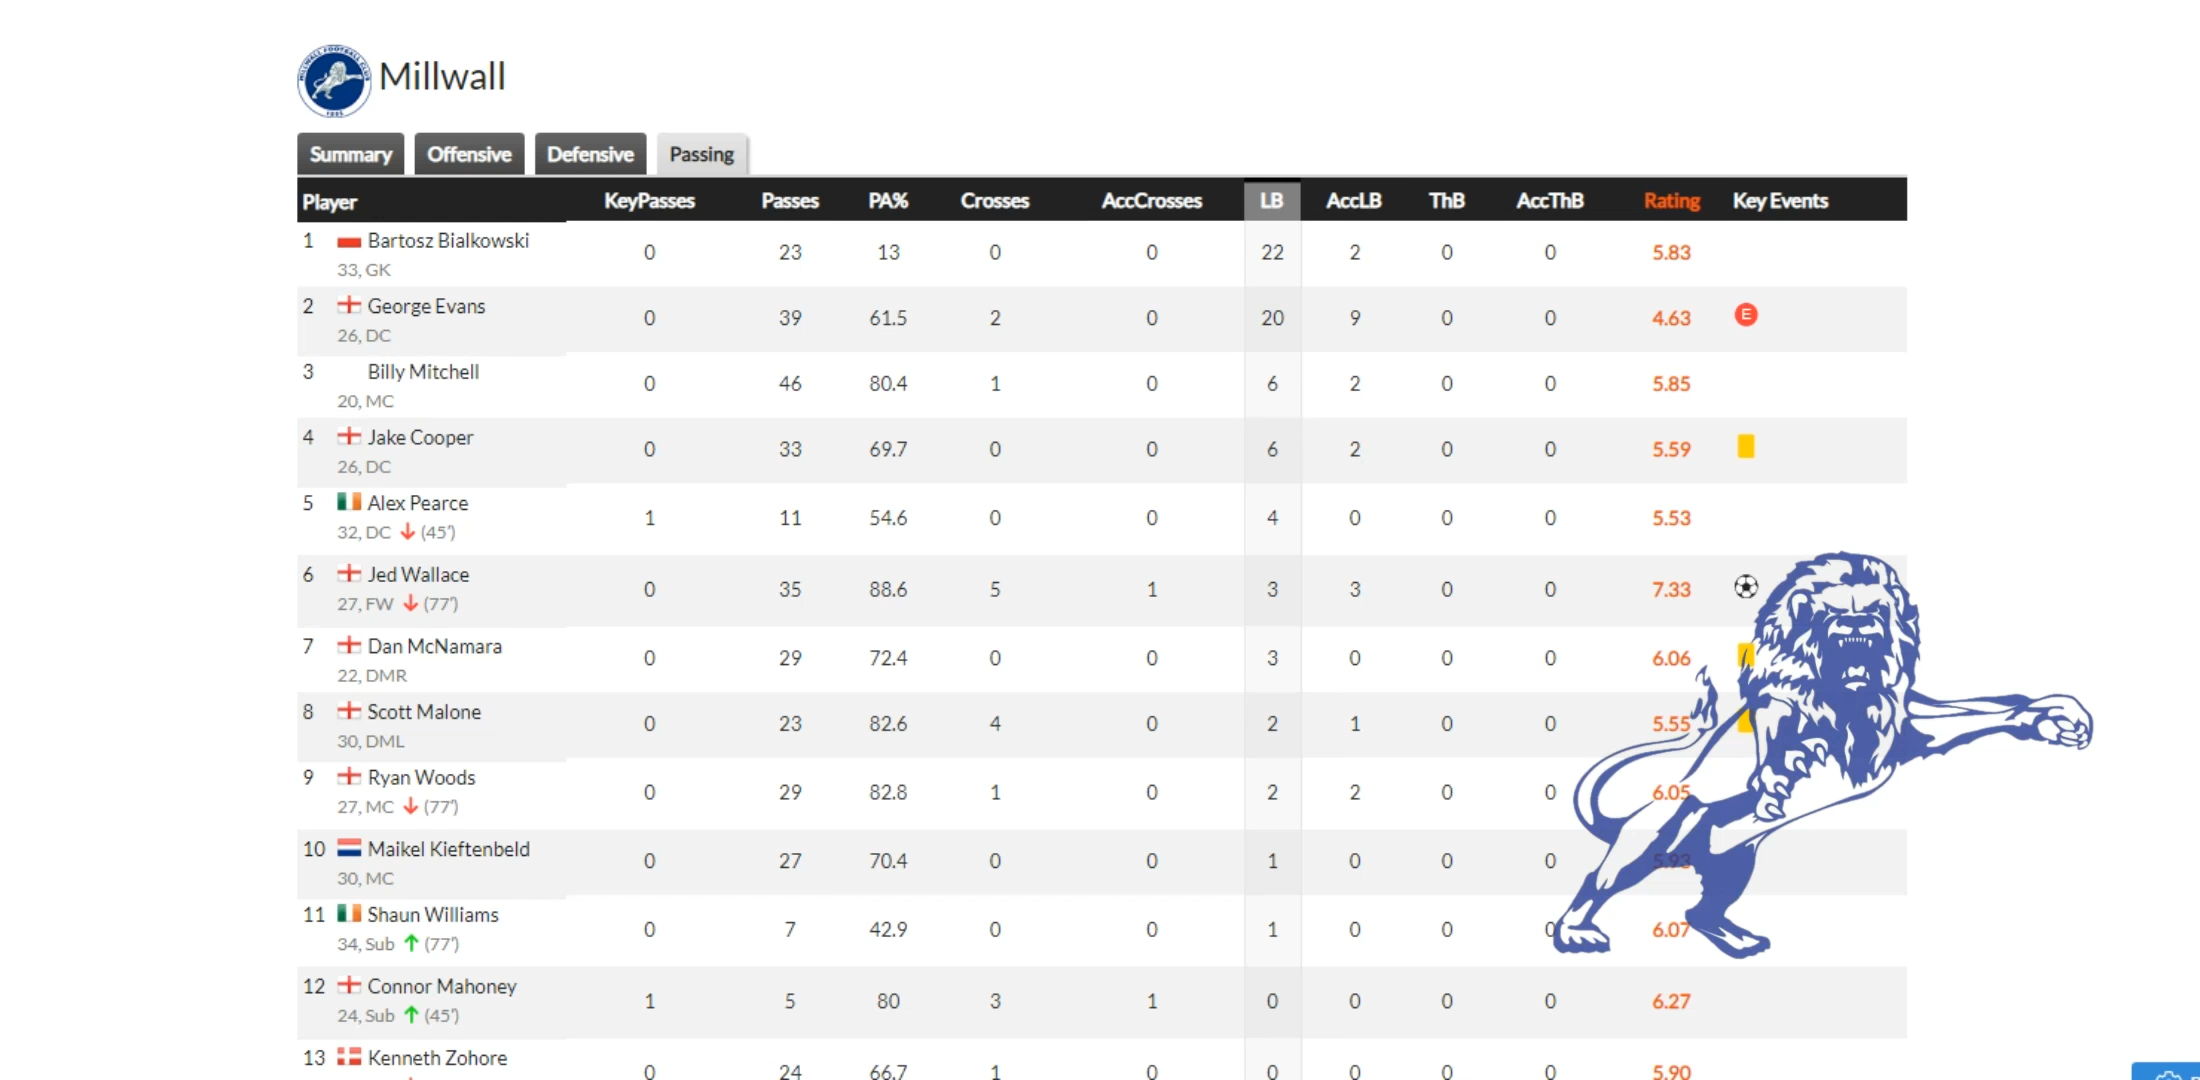 Millwall
Summary Offensive Defensive Passing
Player KeyPasses Passes PA% Crosses AccCrosses LB AccLB ThB AccThB Rating Key Events
1 Bartosz Bialkowski
33, GK
0 23 13 0 0 22 2 0 0 5.83
2 George Evans
26, DC
0 39 61.5 2 0 20 9 0 0 4.63 E
3 Billy Mitchell
20, MC
0 46 80.4 1 0 6 2 0 0 5.85
4 Jake Cooper
26, DC
0 33 69.7 0 0 6 2 0 0 5.59
5 Alex Pearce
32, DC (45')
1 11 54.6 0 0 4 0 0 0 5.53
6 Jed Wallace
27, FW (77')
0 35 88.6 5 1 3 3 0 0 7.33
7 Dan McNamara
22, DMR
0 29 72.4 0 0 3 0 0 0 6.06
8 Scott Malone
30, DML
0 23 82.6 4 0 2 1 0 0 5.55
9 Ryan Woods
27, MC (77')
0 29 82.8 1 0 2 2 0 0 6.05
10 Maikel Kieftenbeld
30, MC
0 27 70.4 0 0 1 0 0 0 5.93
11 Shaun Williams
34, Sub (77')
0 7 42.9 0 0 1 0 0 0 6.07
12 Connor Mahoney
24, Sub (45')
1 5 80 3 1 0 0 0 0 6.27
13 Kenneth Zohore
0 24 66.7 1 0 0 0 0 0 5.90